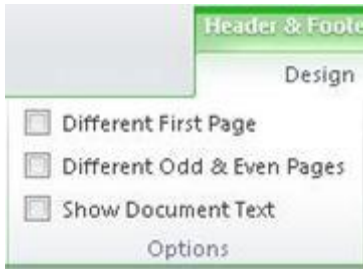 Header & Foote
Design
Different First Page
Different Odd & Even Pages
Show Document Text
Options